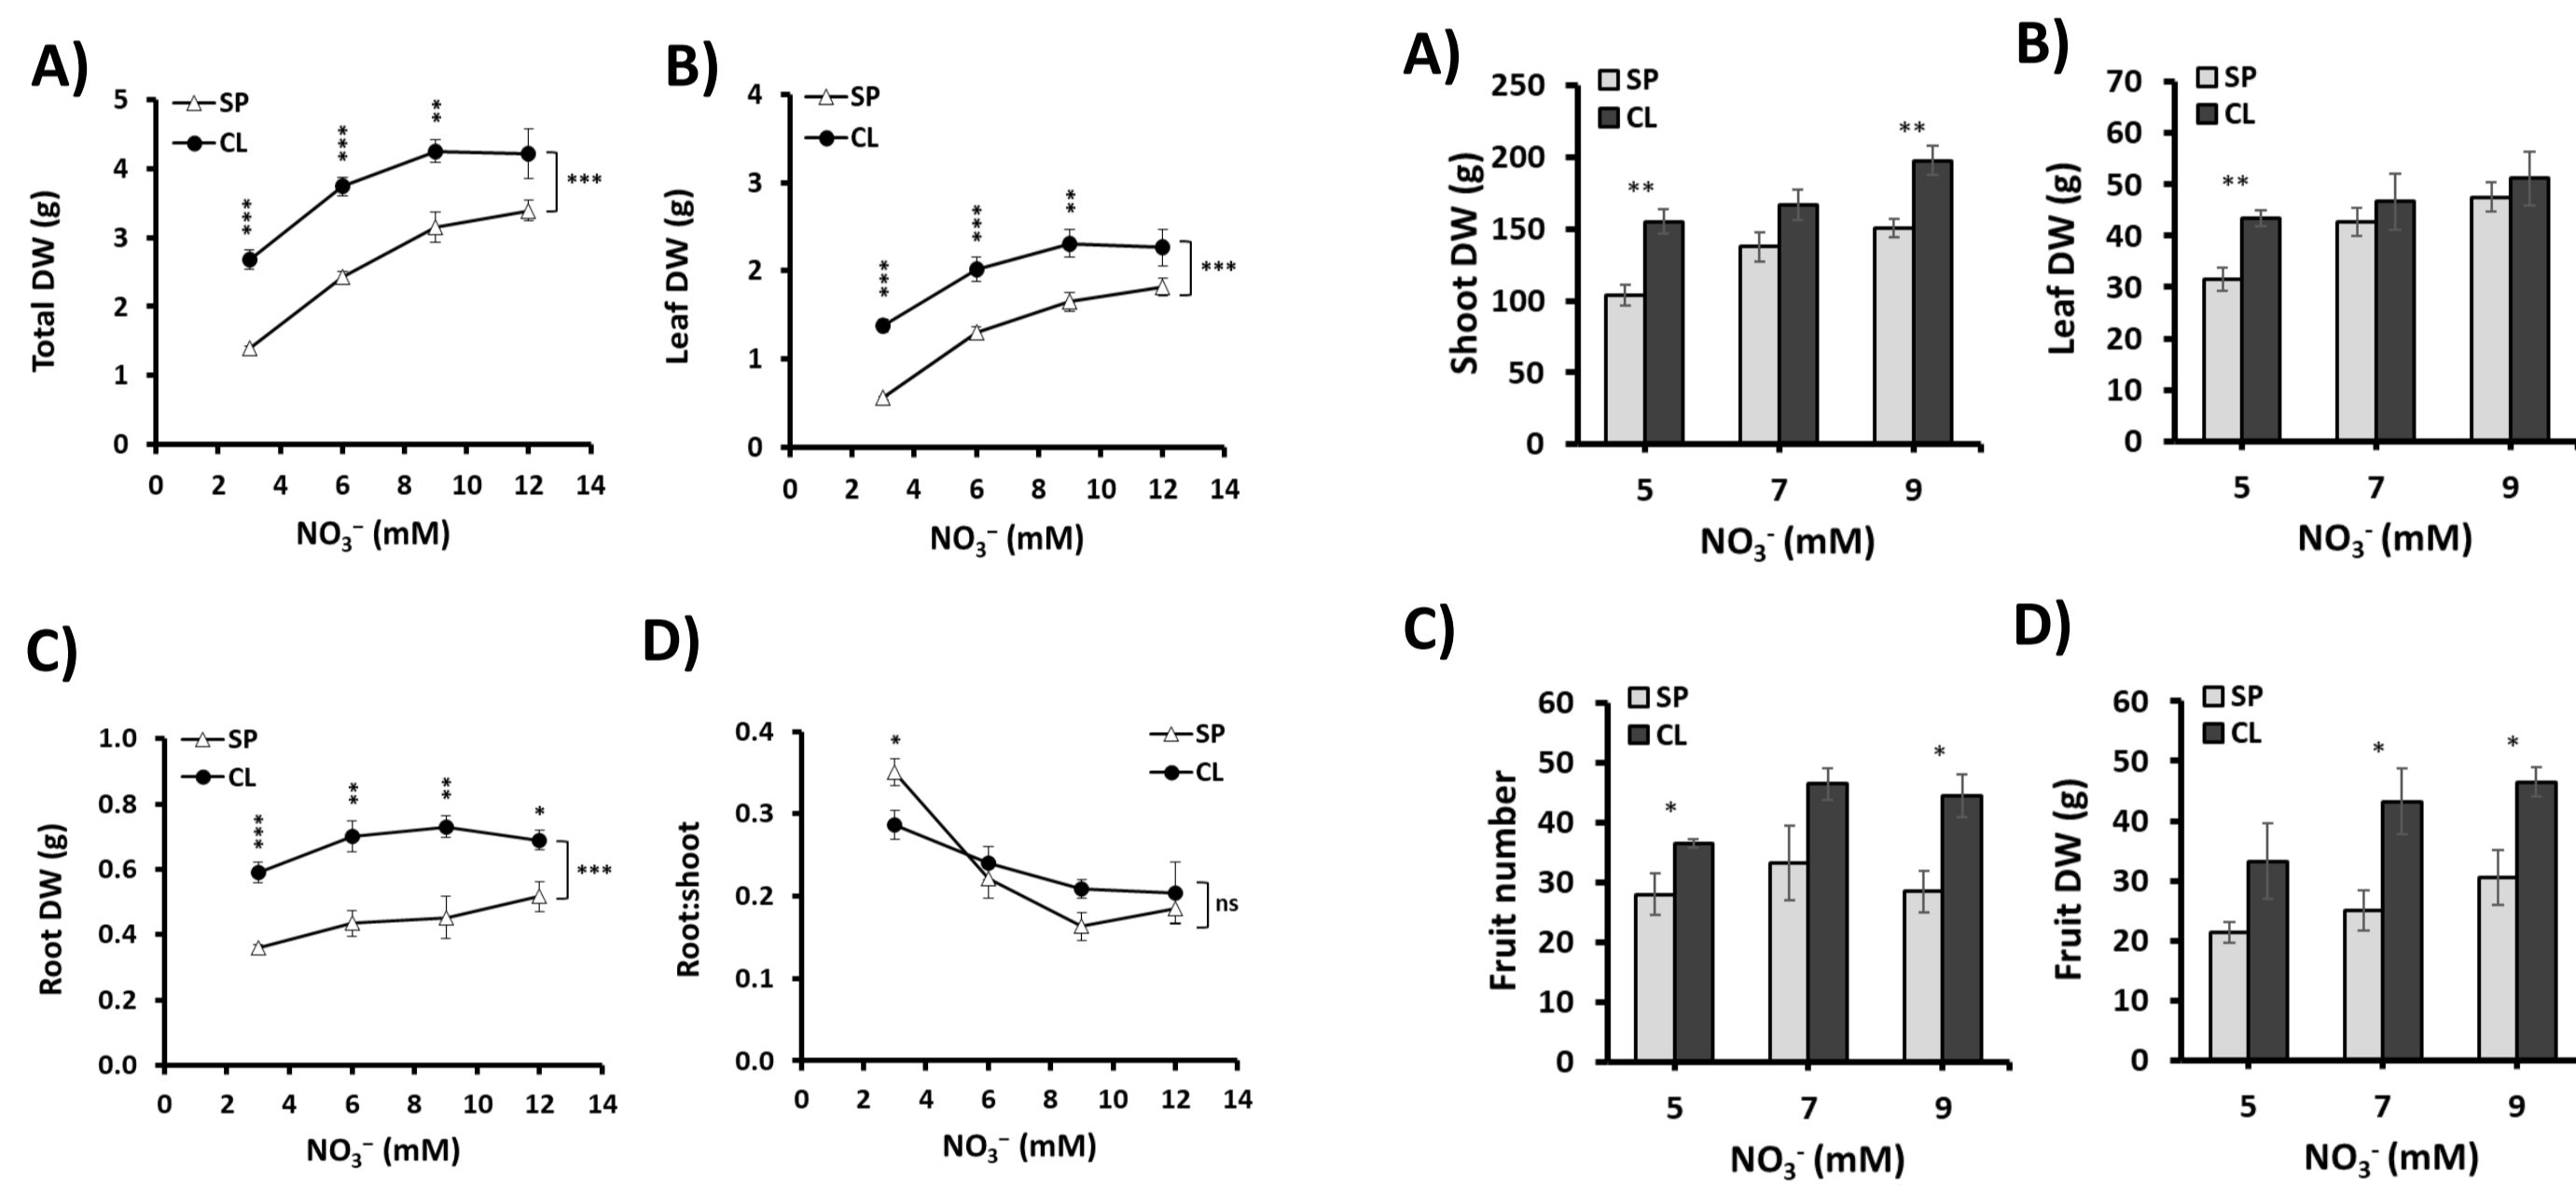 A)
5
4
3
2
1
0
SP
CL
***
***
**
***
Total DW (g)
0 2 4 6 8 10 12 14
NO₃⁻ (mM)
B)
4
3
2
1
0
SP
CL
***
***
**
***
Leaf DW (g)
0 2 4 6 8 10 12 14
NO₃⁻ (mM)
A)
250
200
150
100
50
0
SP
CL
**
**
Shoot DW (g)
5 7 9
NO₃⁻ (mM)
B)
70
60
50
40
30
20
10
0
SP
CL
**
Leaf DW (g)
5 7 9
NO₃⁻ (mM)
C)
1.0
0.8
0.6
0.4
0.2
0.0
SP
CL
***
**
**
*
***
Root DW (g)
0 2 4 6 8 10 12 14
NO₃⁻ (mM)
D)
0.4
0.3
0.2
0.1
0.0
*
SP
CL
ns
Root:shoot
0 2 4 6 8 10 12 14
NO₃⁻ (mM)
C)
60
50
40
30
20
10
0
SP
CL
*
*
Fruit number
5 7 9
NO₃⁻ (mM)
D)
60
50
40
30
20
10
0
SP
CL
*
*
Fruit DW (g)
5 7 9
NO₃⁻ (mM)